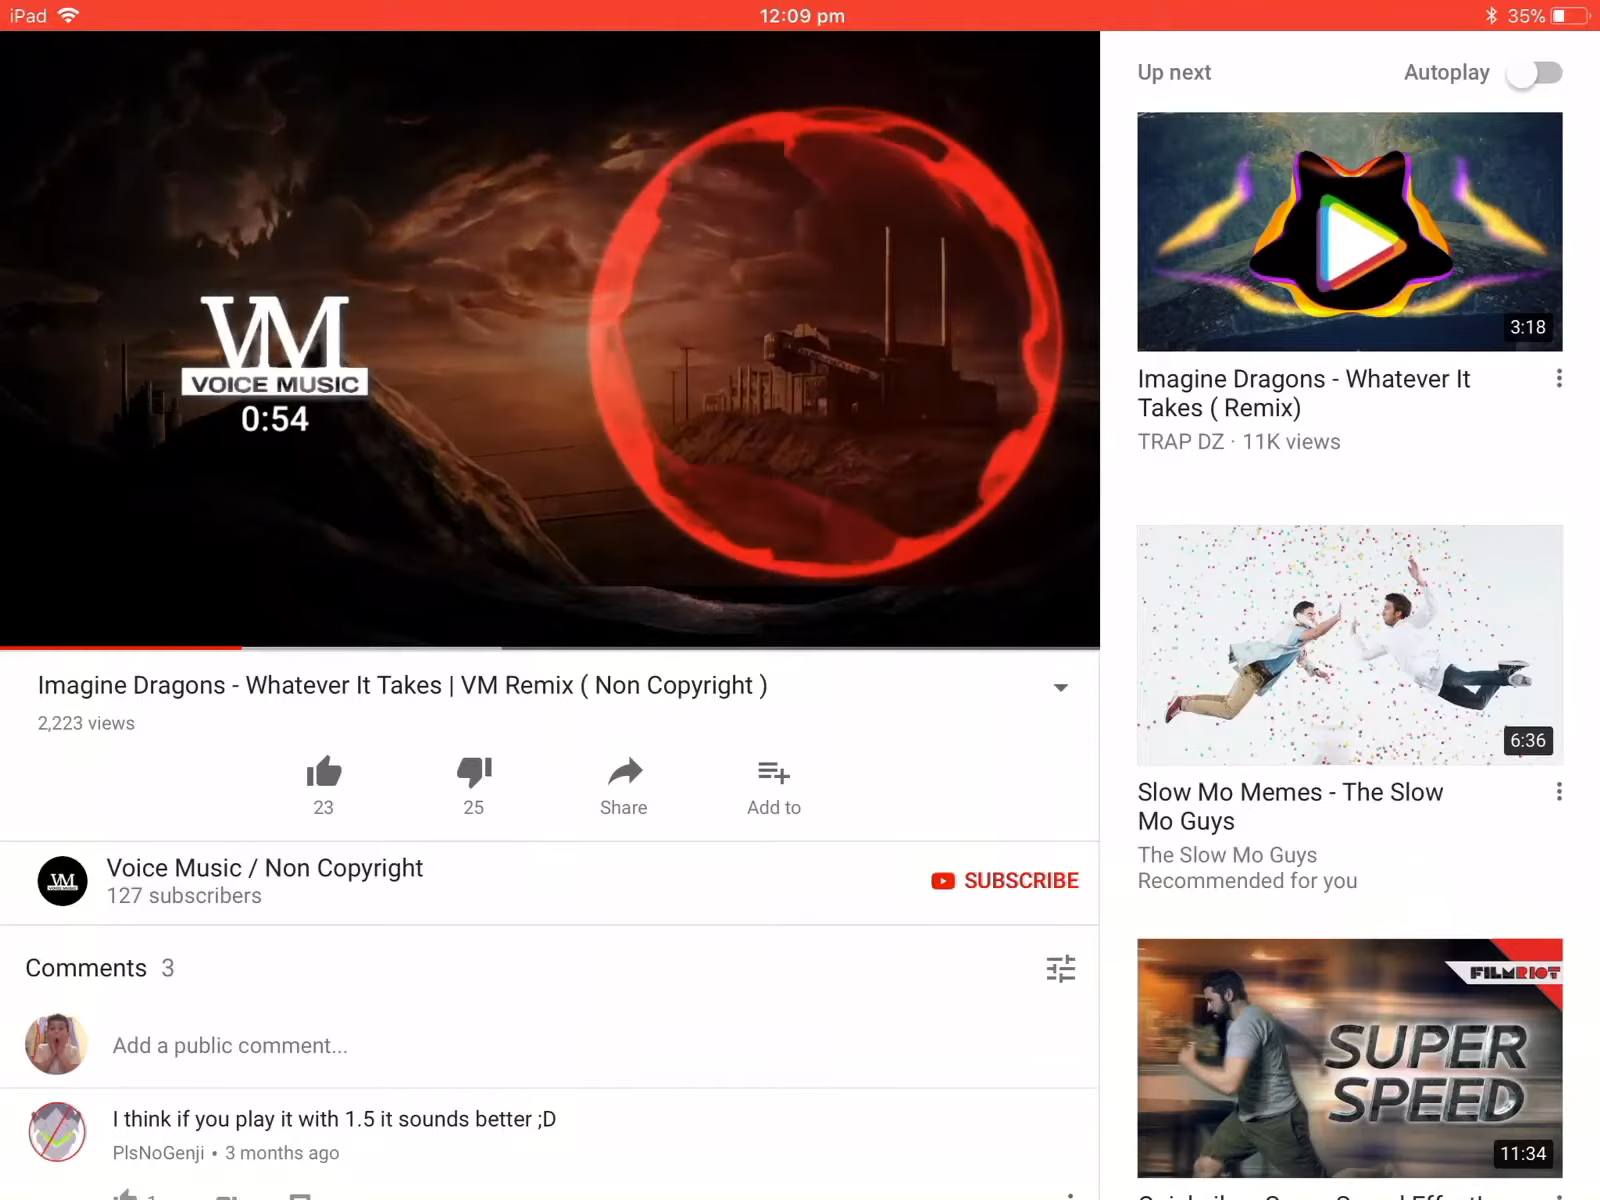 iPad
12:09 pm
35%
VM
VOICE MUSIC
0:54
Imagine Dragons - Whatever It Takes | VM Remix ( Non Copyright )
2,223 views
23
25
Share
Add to
VM
Voice Music / Non Copyright
127 subscribers
SUBSCRIBE
Comments 3
Add a public comment...
I think if you play it with 1.5 it sounds better ;D
PlsNoGenji • 3 months ago
1
Up next
Autoplay
3:18
Imagine Dragons - Whatever It
Takes ( Remix)
TRAP DZ · 11K views
6:36
Slow Mo Memes - The Slow
Mo Guys
The Slow Mo Guys
Recommended for you
FILMRIOT
SUPER
SPEED
11:34